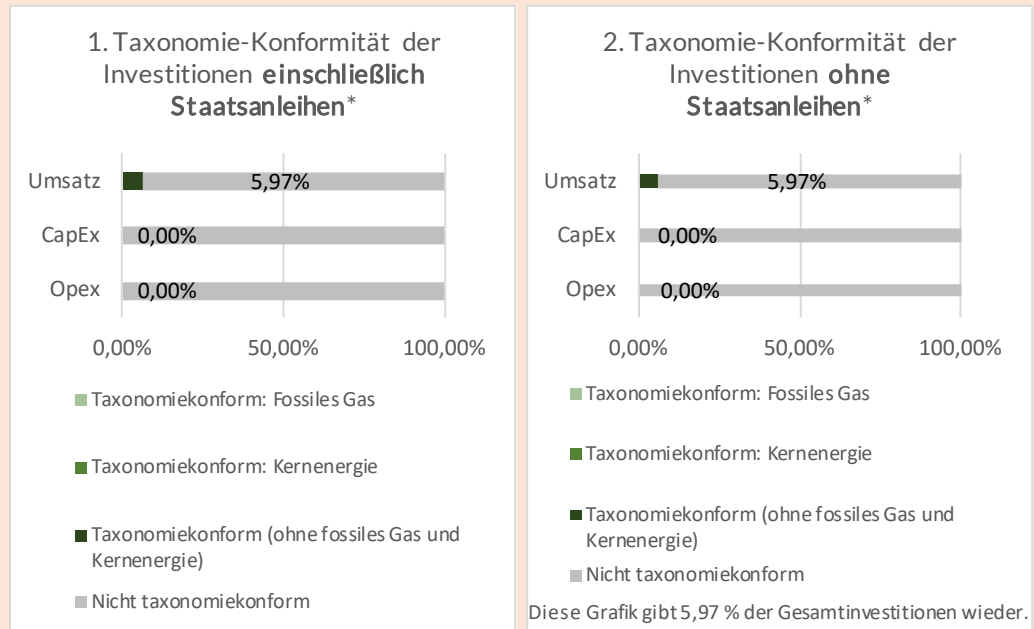 1. Taxonomie-Konformität der
Investitionen einschließlich
Staatsanleihen*
Umsatz
5,97%
CapEx
0,00%
Opex
0,00%
0,00%
50,00%
100,00%
Taxonomiekonform: Fossiles Gas
Taxonomiekonform: Kernenergie
Taxonomiekonform (ohne fossiles Gas und
Kernenergie)
Nicht taxonomiekonform
2. Taxonomie-Konformität der
Investitionen ohne
Staatsanleihen*
Umsatz
5,97%
CapEx
0,00%
Opex
0,00%
0,00%
50,00%
100,00%
Taxonomiekonform: Fossiles Gas
Taxonomiekonform: Kernenergie
Taxonomiekonform (ohne fossiles Gas und
Kernenergie)
Nicht taxonomiekonform
Diese Grafik gibt 5,97 % der Gesamtinvestitionen wieder.